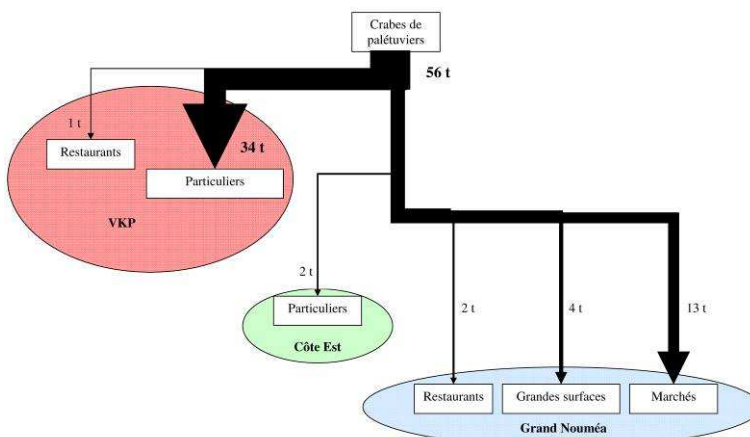 Crabes de
palétuviers
56 t
1 t
Restaurants
34 t
Particuliers
VKP
2 t
Particuliers
Côte Est
2 t
4 t
13 t
Restaurants
Grandes surfaces
Marchés
Grand Nouméa